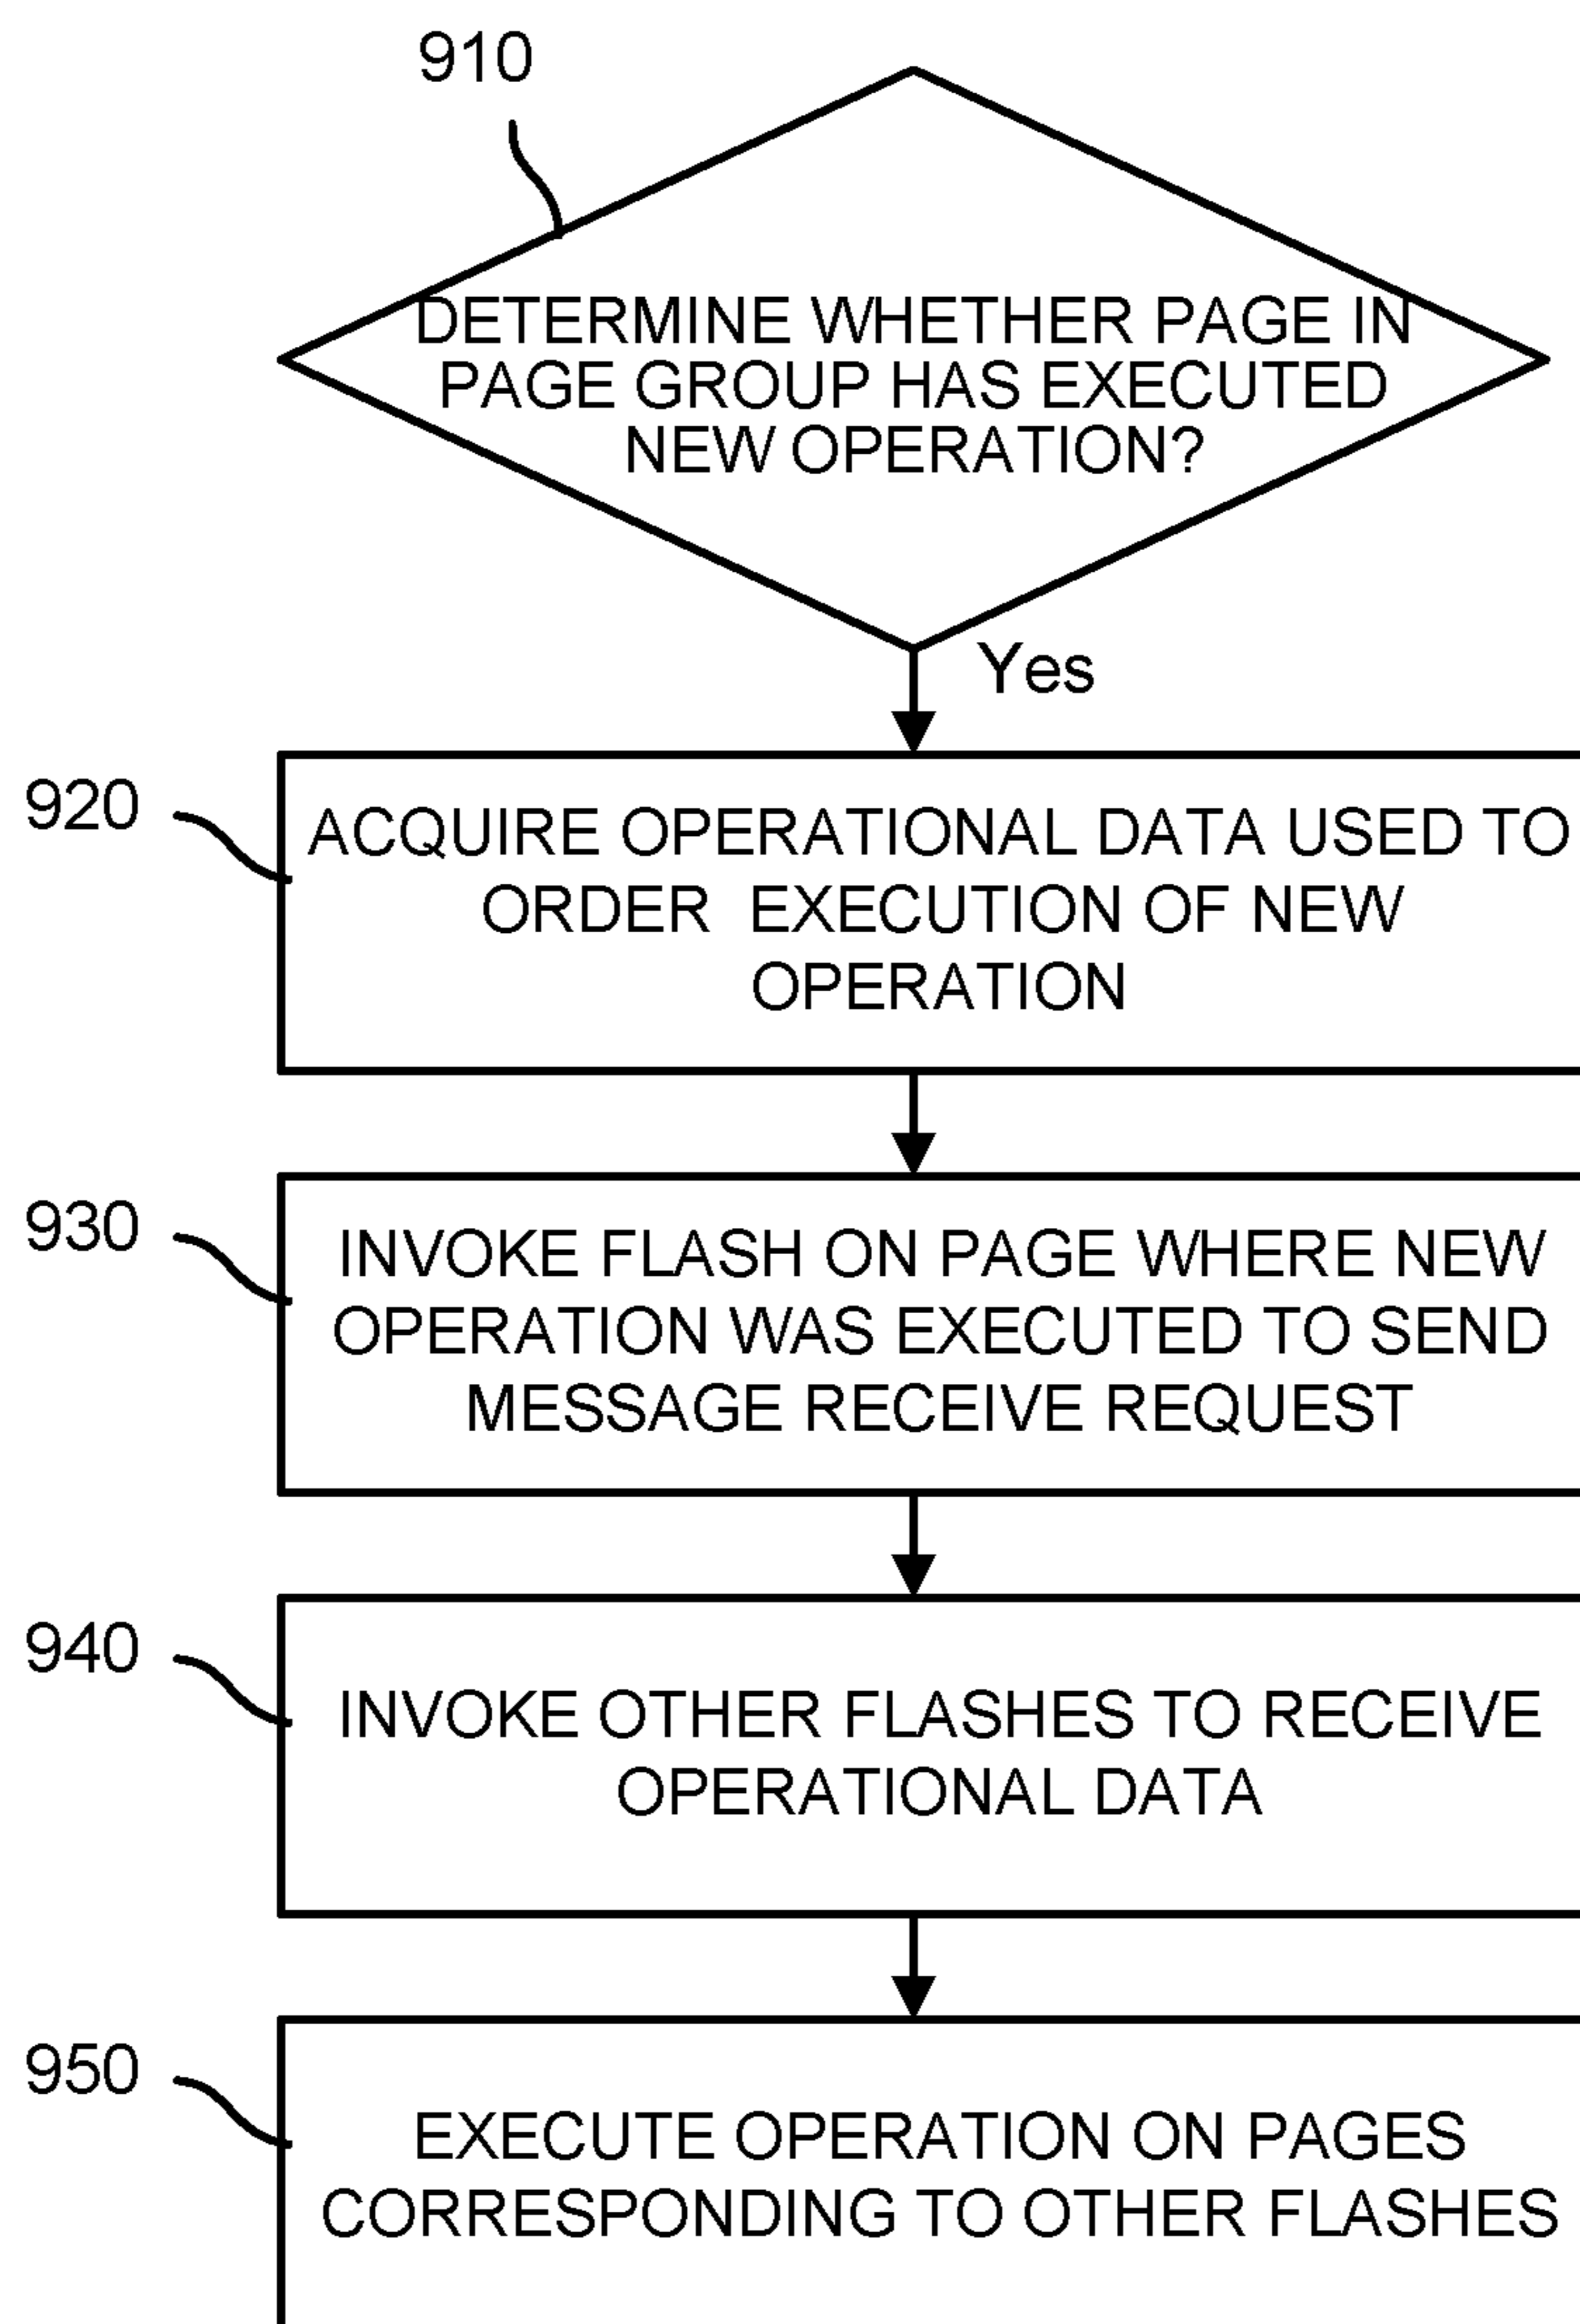 910
DETERMINE WHETHER PAGE IN
PAGE GROUP HAS EXECUTED
NEW OPERATION?
Yes
920
ACQUIRE OPERATIONAL DATA USED TO
ORDER EXECUTION OF NEW
OPERATION
930
INVOKE FLASH ON PAGE WHERE NEW
OPERATION WAS EXECUTED TO SEND
MESSAGE RECEIVE REQUEST
940
INVOKE OTHER FLASHES TO RECEIVE
OPERATIONAL DATA
950
EXECUTE OPERATION ON PAGES
CORRESPONDING TO OTHER FLASHES